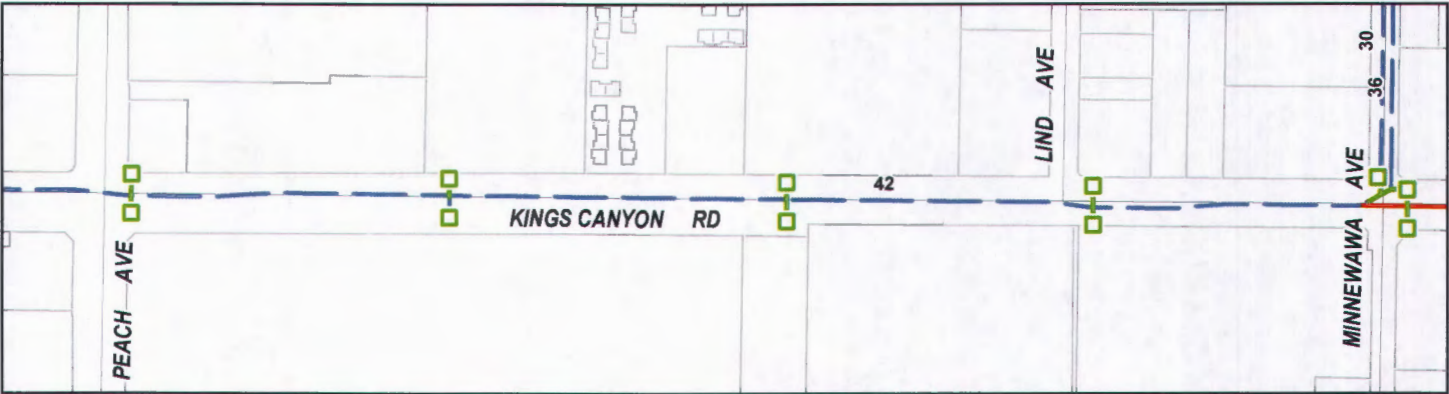 PEACH AVE
KINGS CANYON RD
42
LIND AVE
MINNEWAWA AVE
36
30